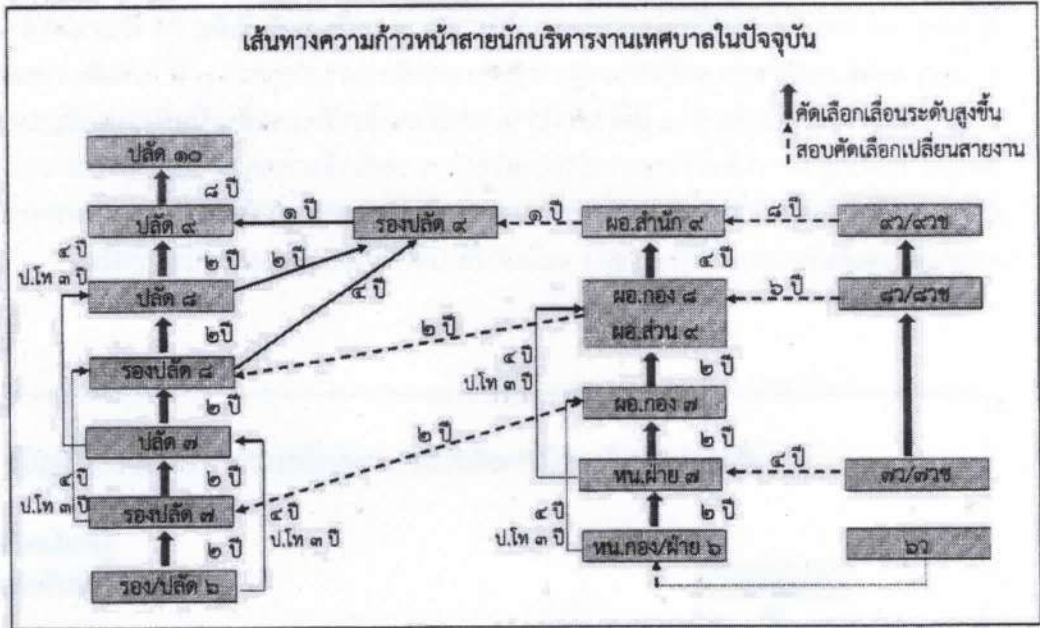 เส้นทางความก้าวหน้าสายนักบริหารงานเทศบาลในปัจจุบัน
คัดเลือกเลื่อนระดับสูงขึ้น
สอบคัดเลือกเปลี่ยนสายงาน
ปลัด ๑๐
๘ ปี
ปลัด ๙
๑ ปี
รองปลัด ๙
๑ ปี
ผอ.สำนัก ๙
๘ ปี
๙ว/๙วช
๔ ปี
ป.โท ๓ ปี
๒ ปี
๒ ปี
๔ ปี
๔ ปี
ปลัด ๘
ผอ.กอง ๘
ผอ.ส่วน ๙
๖ ปี
๘ว/๘วช
๒ปี
๒ ปี
รองปลัด ๘
๔ ปี
ป.โท ๓ ปี
๒ ปี
๒ ปี
ผอ.กอง ๗
ปลัด ๗
๒ ปี
๒ ปี
๔ ปี
ป.โท ๓ ปี
๒ ปี
หน.ฝ่าย ๗
๔ ปี
๗ว/๗วช
รองปลัด ๗
๔ ปี
ป.โท ๓ ปี
๒ ปี
๔ ปี
ป.โท ๓ ปี
๒ ปี
หน.กอง/ฝ่าย ๖
๖ว
รอง/ปลัด ๖